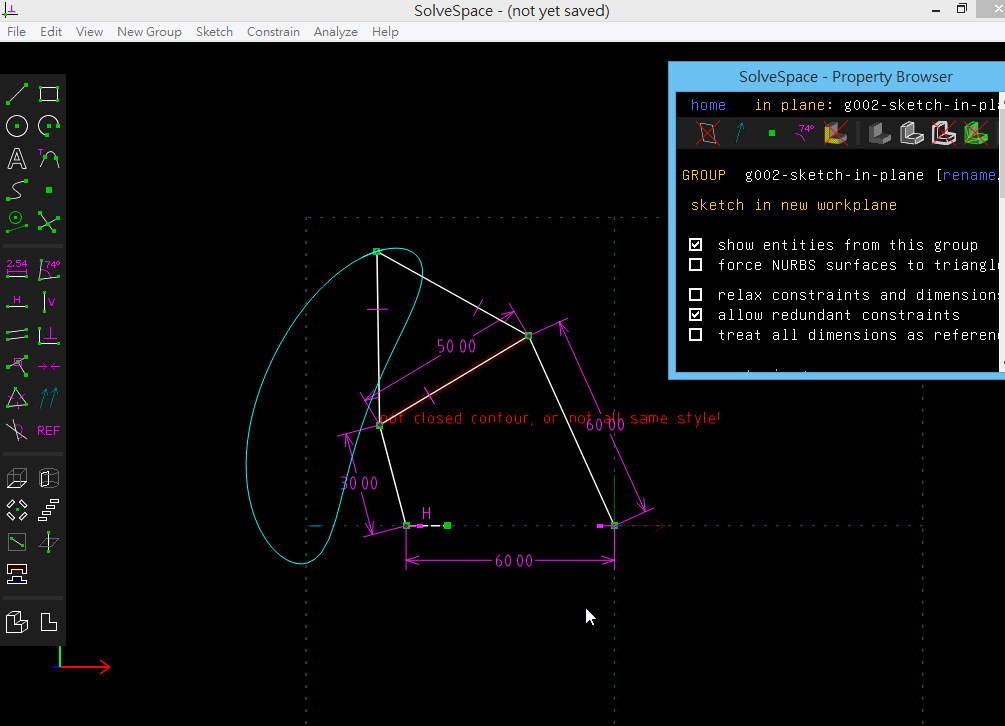 SolveSpace - (not yet saved)
File Edit View New Group Sketch Constrain Analyze Help
SolveSpace - Property Browser
home in plane: g002-sketch-in-pla
74°
GROUP g002-sketch-in-plane [rename.
sketch in new workplane
show entities from this group
force NURBS surfaces to triangl
relax constraints and dimensions
allow redundant constraints
treat all dimensions as referen
A T
2.54 74°
H V
REF
50.00
not closed contour, or not all same style!
60.00
30.00
H
60.00